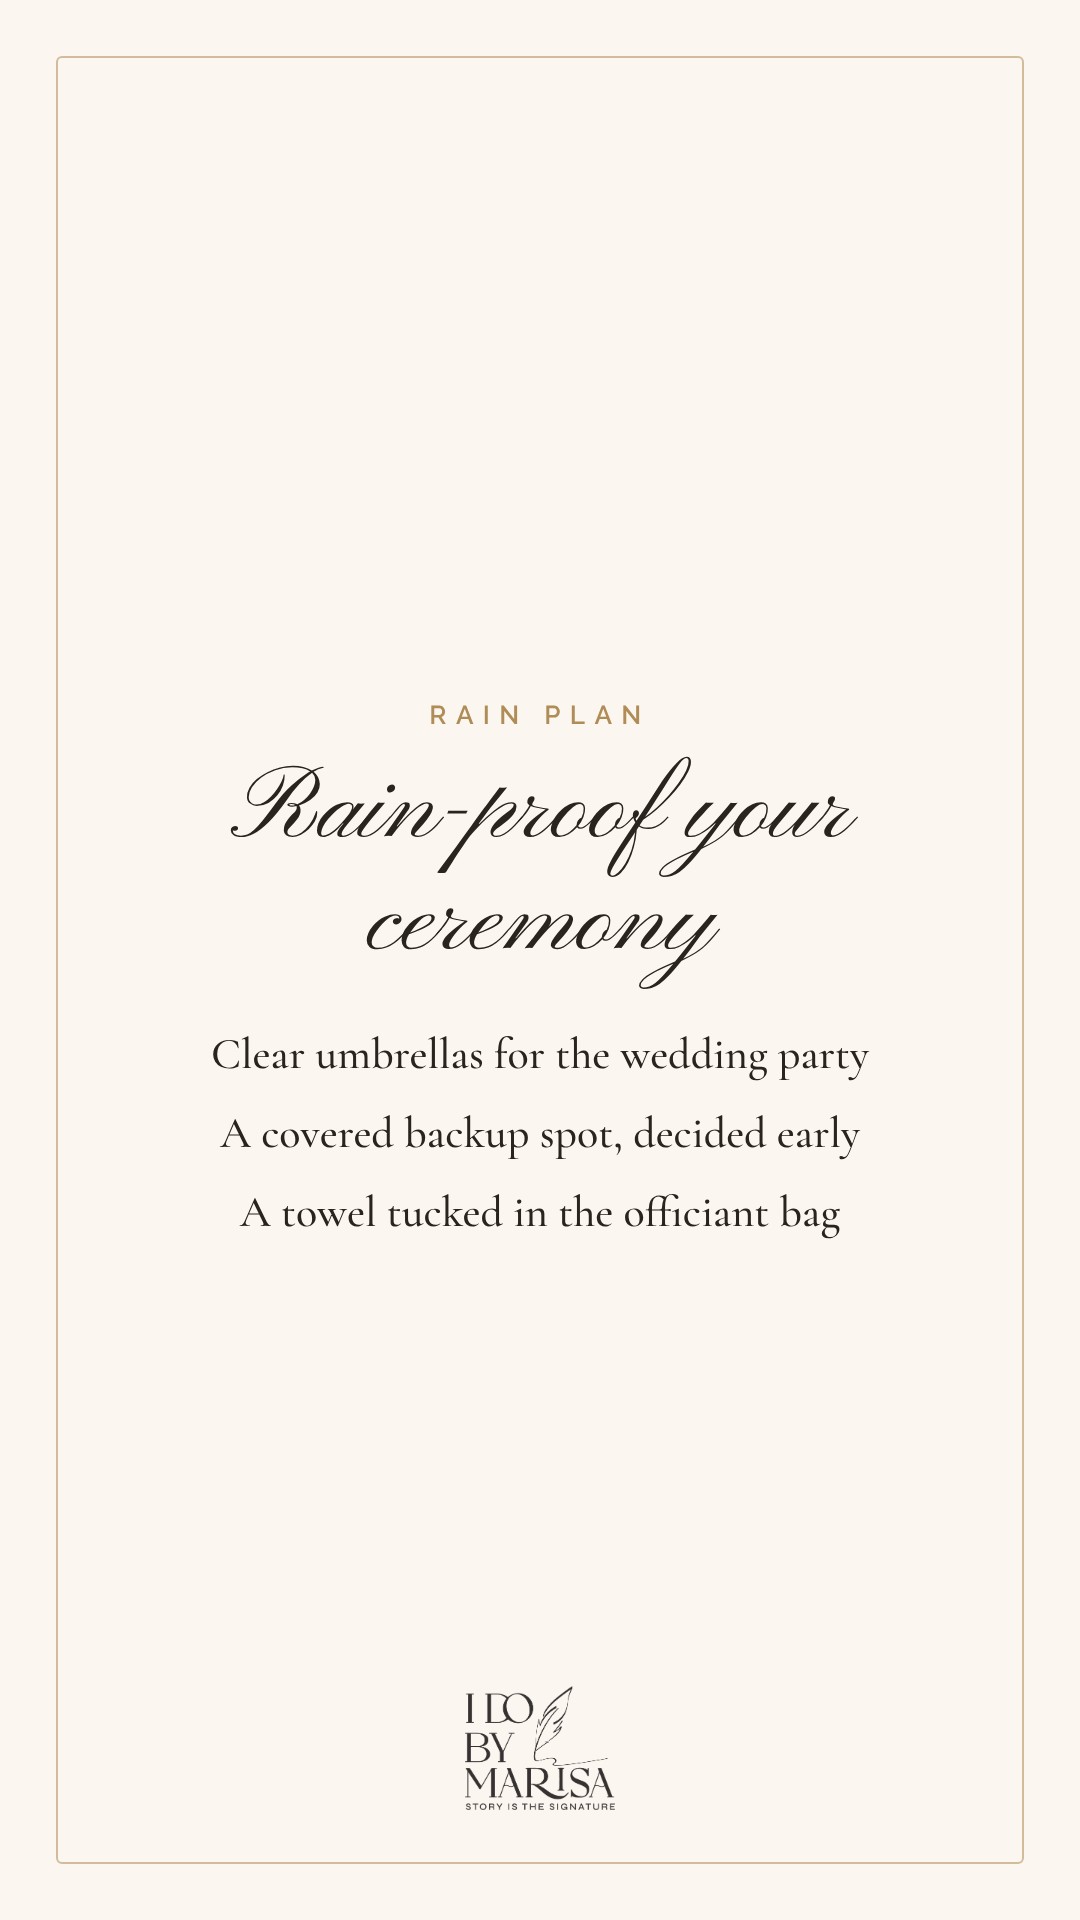 RAIN PLAN
Rain-proof your
ceremony
Clear umbrellas for the wedding party
A covered backup spot, decided early
A towel tucked in the officiant bag
I DO
BY
MARISA
STORY IS THE SIGNATURE